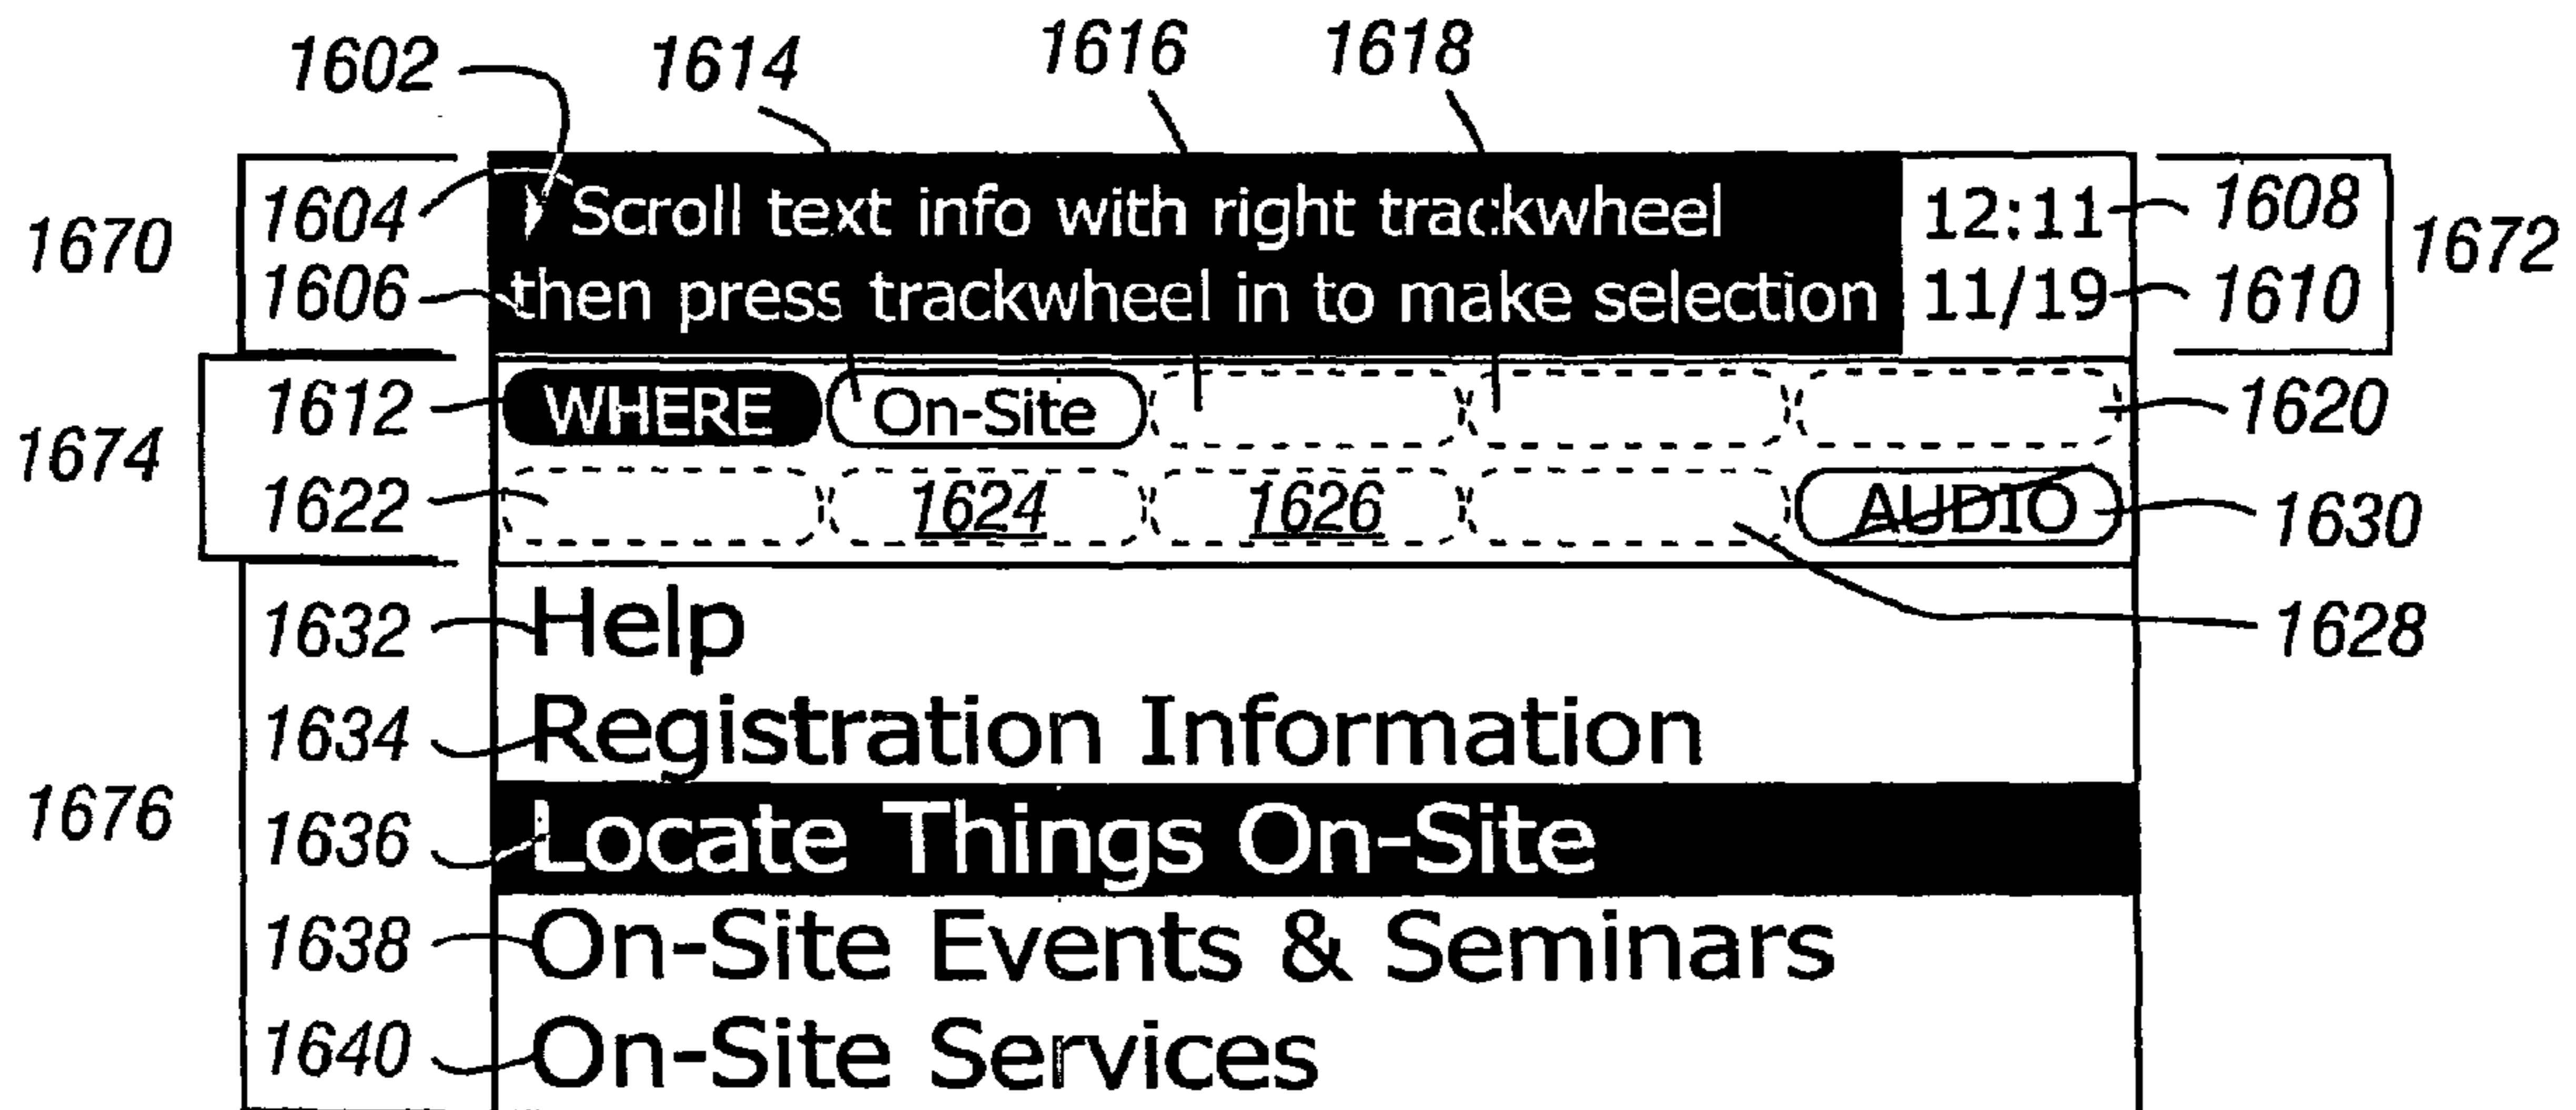 1602 1614 1616 1618
1604 Scroll text info with right trackwheel 12:11 1608
1670 1672
1606 then press trackwheel in to make selection 11/19 1610
1612 WHERE On-Site 1620
1674
1622 1624 1626 AUDIO 1630
1632 Help 1628
1634 Registration Information
1676 1636 Locate Things On-Site
1638 On-Site Events & Seminars
1640 On-Site Services